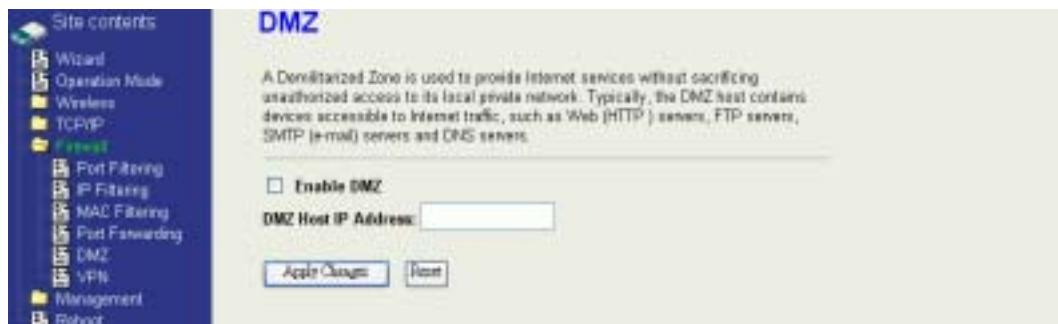 Site contents
Wizard
Operation Mode
Wireless
TCP/IP
Firewall
Port Filtering
IP Filtering
MAC Filtering
Port Forwarding
DMZ
VPN
Management
Reboot
DMZ
A Demilitarized Zone is used to provide Internet services without sacrificing
unauthorized access to its local private network. Typically, the DMZ host contains
devices accessible to Internet traffic, such as Web (HTTP ) servers, FTP servers,
SMTP (e-mail) servers and DNS servers.
Enable DMZ
DMZ Host IP Address:
Apply Changes Reset